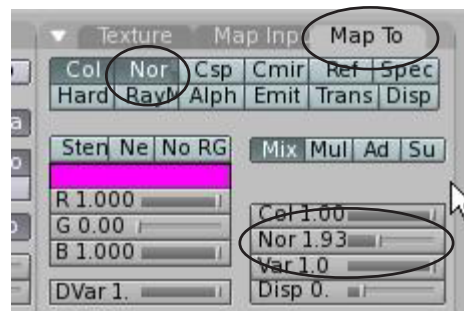 Texture Map Inp Map To
Col Nor Csp Cmir Ref Spec
Hard RayM Alph Emit Trans Disp
Sten Ne No RG Mix Mul Ad Su
R 1.000
G 0.00
B 1.000
DVar 1.
Col 1.00
Nor 1.93
Var 1.0
Disp 0.